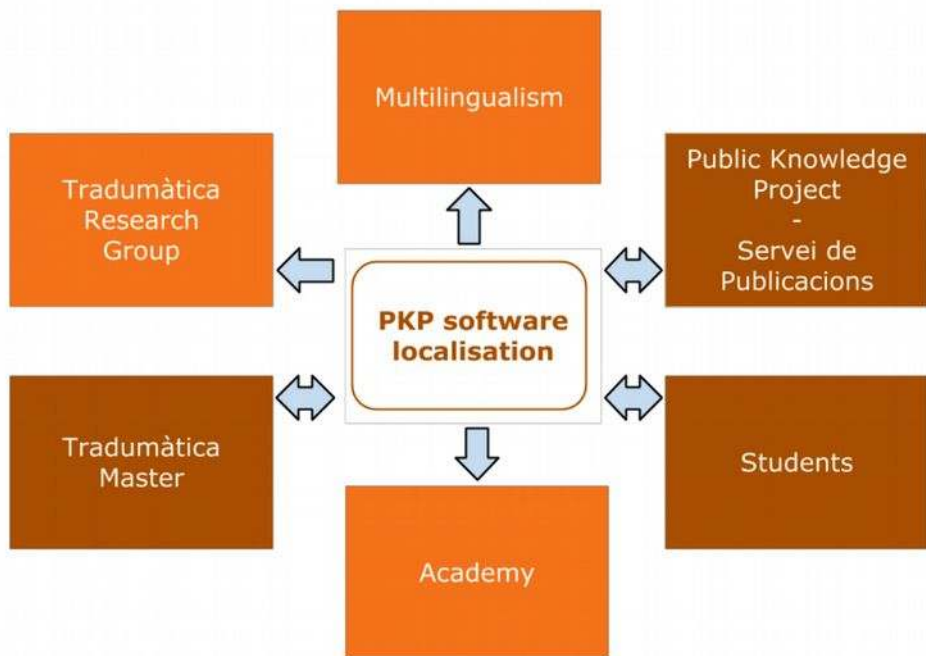 Multilingualism
Tradumàtica
Research
Group
Public Knowledge
Project
-
Servei de
Publicacions
PKP software
localisation
Tradumàtica
Master
Students
Academy